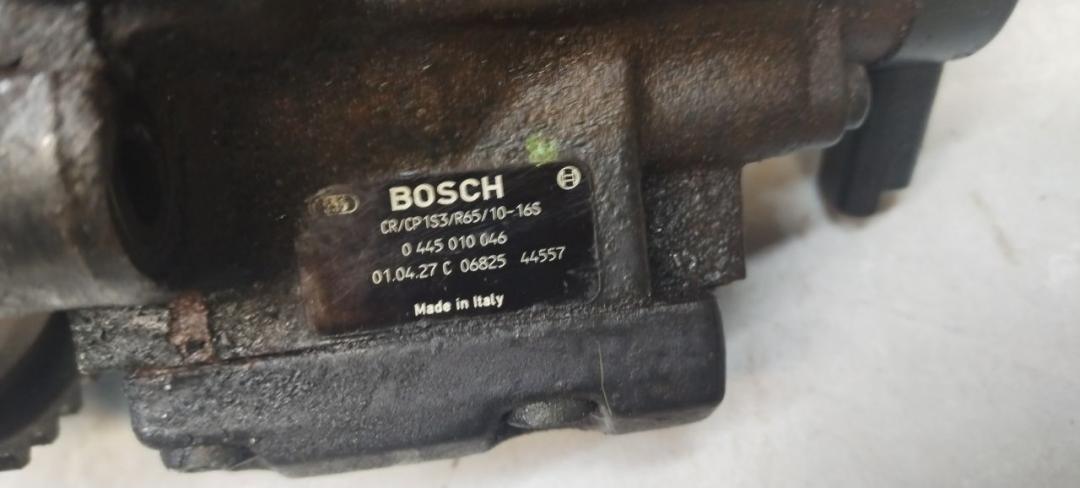 BOSCH
CR/CP1S3/R65/10-16S
0 445 010 046
01.04.27 C 06825 44557
Made in Italy